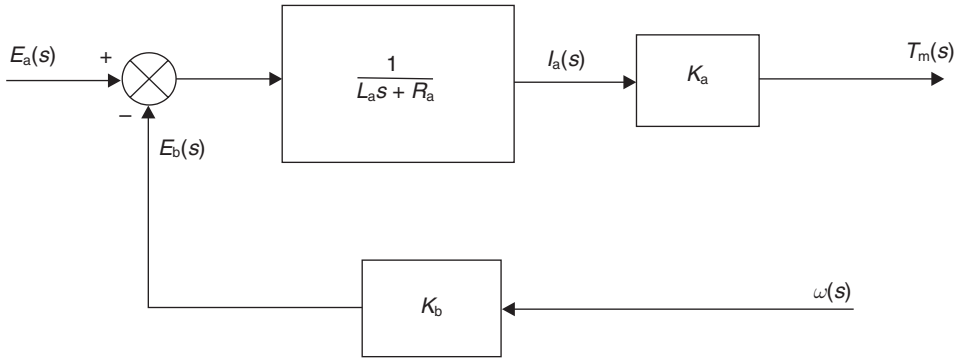 Eₐ(s)
+
−
E_b(s)
1
Lₐs + Rₐ
Iₐ(s)
Kₐ
Tₘ(s)
K_b
ω(s)